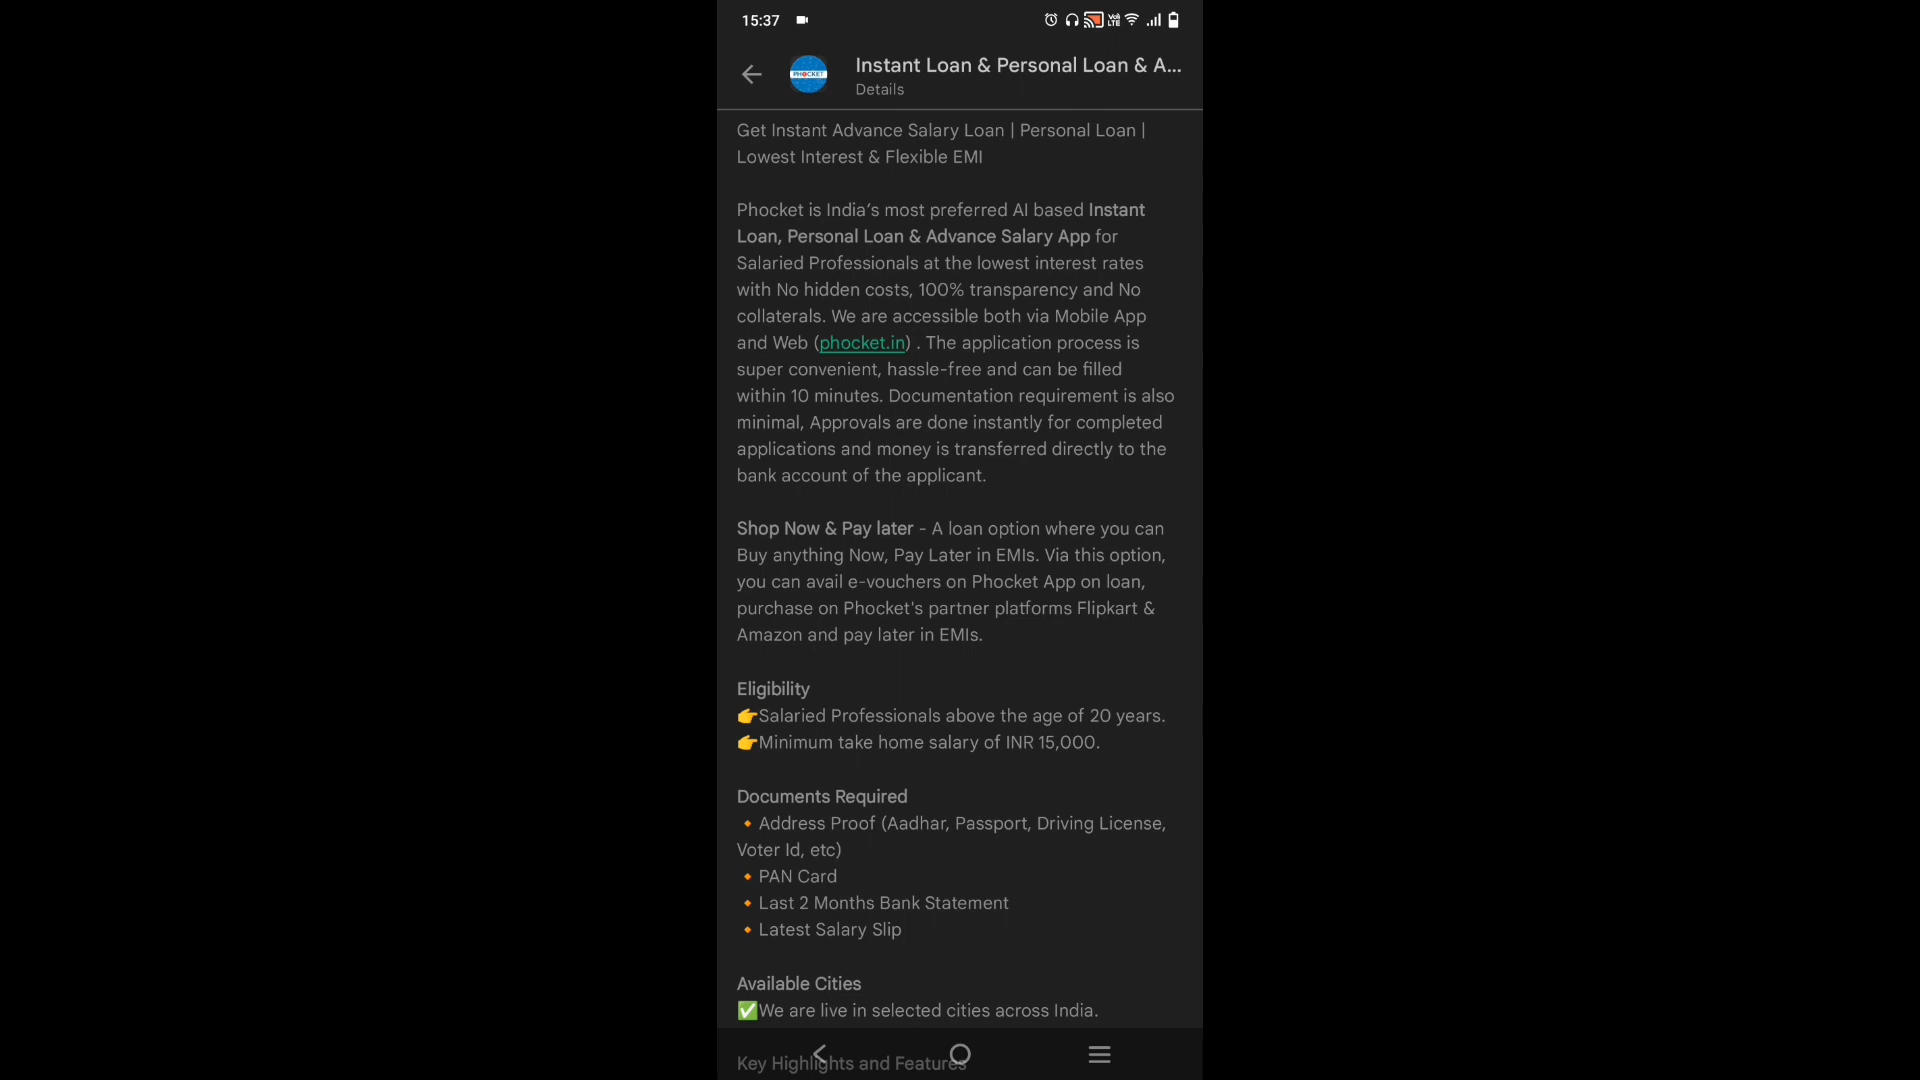 15:37
Vo)
LTE
PHOCKET
Instant Loan & Personal Loan & A...
Details
Get Instant Advance Salary Loan | Personal Loan |
Lowest Interest & Flexible EMI
Phocket is India’s most preferred AI based Instant
Loan, Personal Loan & Advance Salary App for
Salaried Professionals at the lowest interest rates
with No hidden costs, 100% transparency and No
collaterals. We are accessible both via Mobile App
and Web (phocket.in) . The application process is
super convenient, hassle-free and can be filled
within 10 minutes. Documentation requirement is also
minimal, Approvals are done instantly for completed
applications and money is transferred directly to the
bank account of the applicant.
Shop Now & Pay later - A loan option where you can
Buy anything Now, Pay Later in EMIs. Via this option,
you can avail e-vouchers on Phocket App on loan,
purchase on Phocket's partner platforms Flipkart &
Amazon and pay later in EMIs.
Eligibility
👉Salaried Professionals above the age of 20 years.
👉Minimum take home salary of INR 15,000.
Documents Required
🔸Address Proof (Aadhar, Passport, Driving License,
Voter Id, etc)
🔸PAN Card
🔸Last 2 Months Bank Statement
🔸Latest Salary Slip
Available Cities
✅We are live in selected cities across India.
Key Highlights and Features